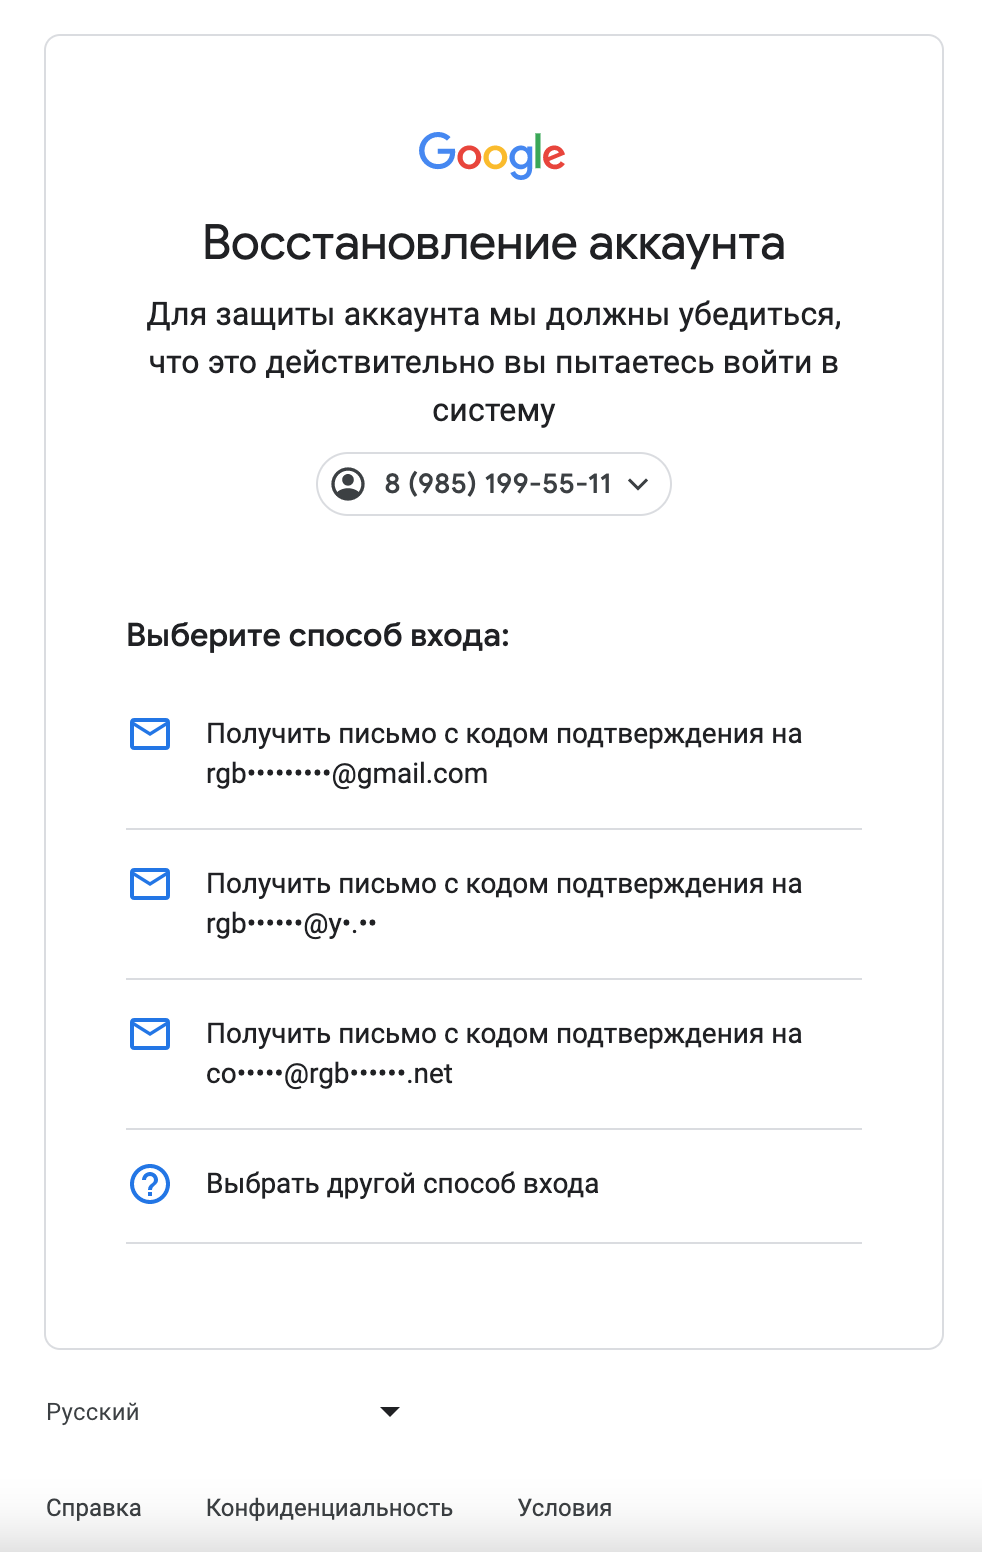 Google
Восстановление аккаунта
Для защиты аккаунта мы должны убедиться,
что это действительно вы пытаетесь войти в
систему
8 (985) 199-55-11
Выберите способ входа:
Получить письмо с кодом подтверждения на
rgb•••••••••@gmail.com
Получить письмо с кодом подтверждения на
rgb••••••@y•.••
Получить письмо с кодом подтверждения на
co•••••@rgb••••••.net
Выбрать другой способ входа
Русский
Справка Конфиденциальность Условия